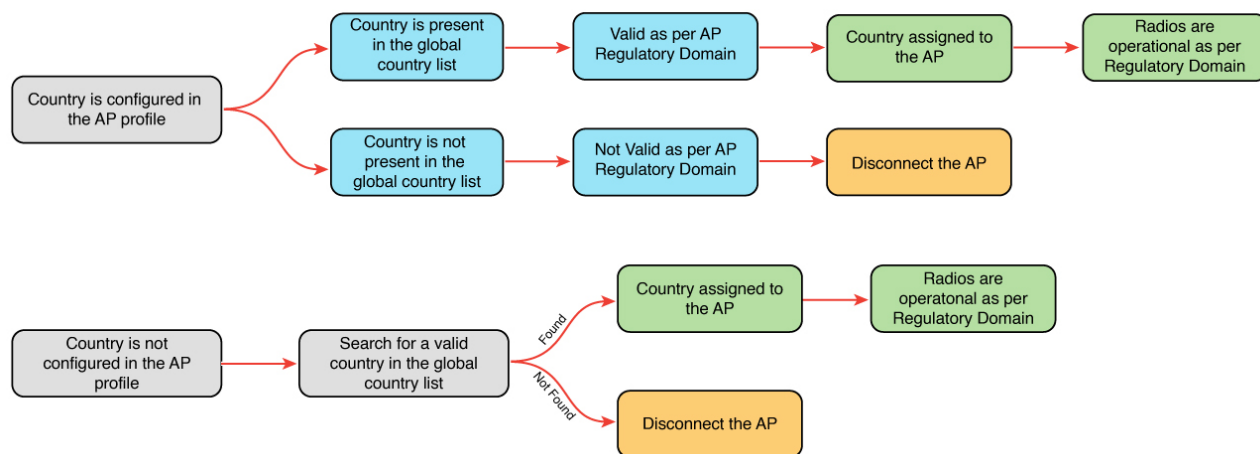 Country is configured in
the AP profile
Country is present
in the global
country list
Valid as per AP
Regulatory Domain
Country assigned to
the AP
Radios are
operational as per
Regulatory Domain
Country is not
present in the
global country list
Not Valid as per AP
Regulatory Domain
Disconnect the AP
Country is not
configured in the AP
profile
Search for a valid
country in the global
country list
Found
Country assigned to
the AP
Radios are
operatonal as per
Regulatory Domain
Not Found
Disconnect the AP